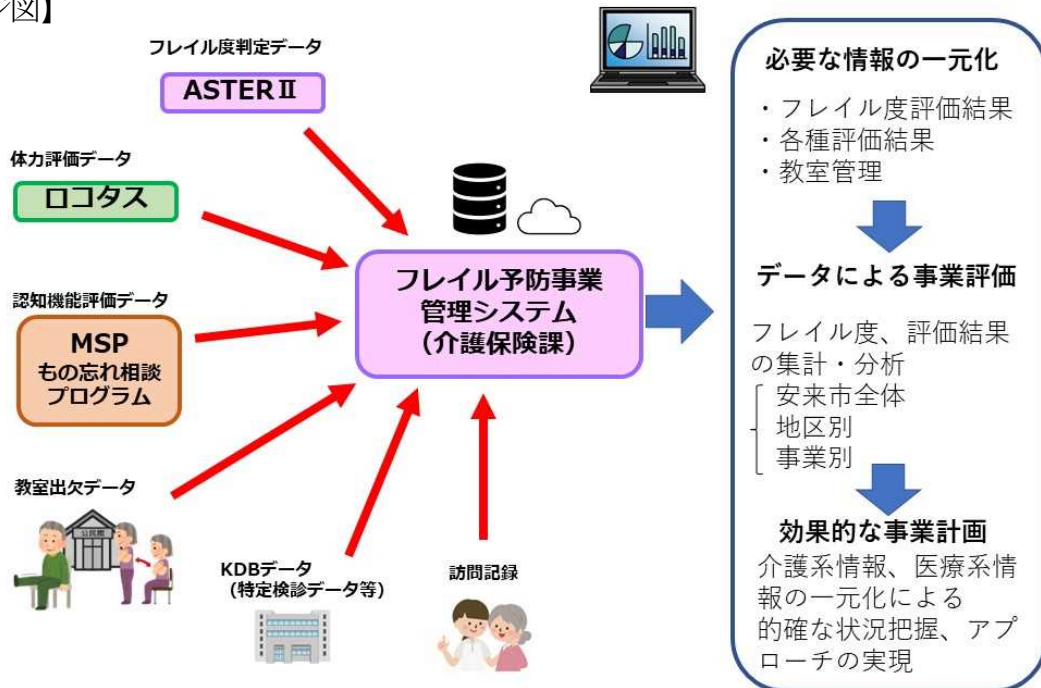 ン図】
フレイル度判定データ
ASTERⅡ
体力評価データ
ロコタス
認知機能評価データ
MSP
もの忘れ相談
プログラム
教室出欠データ
公民館
KDBデータ
(特定検診データ等)
訪問記録
フレイル予防事業
管理システム
(介護保険課)
必要な情報の一元化
・フレイル度評価結果
・各種評価結果
・教室管理
データによる事業評価
フレイル度、評価結果
の集計・分析
安来市全体
地区別
事業別
効果的な事業計画
介護系情報、医療系情
報の一元化による
的確な状況把握、アプ
ローチの実現